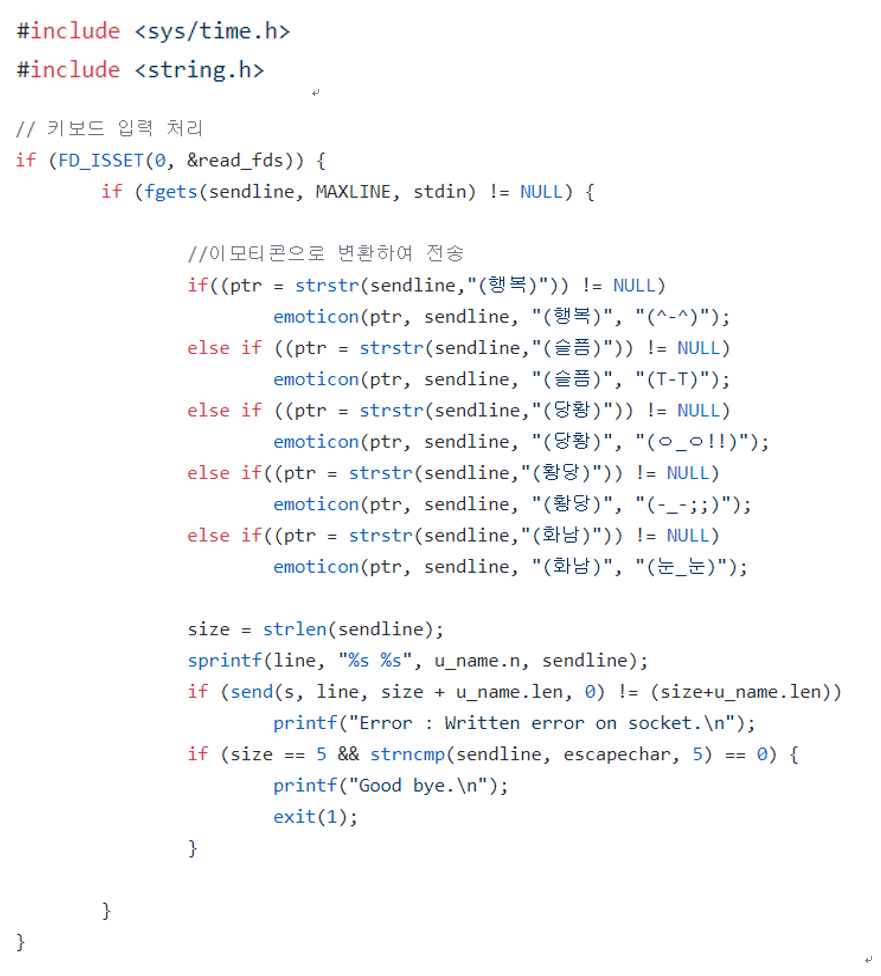 #include <sys/time.h>
#include <string.h>
// 키보드 입력 처리
if (FD_ISSET(0, &read_fds)) {
if (fgets(sendline, MAXLINE, stdin) != NULL) {
//이모티콘으로 변환하여 전송
if((ptr = strstr(sendline,"(행복)")) != NULL)
emoticon(ptr, sendline, "(행복)", "(^-^)");
else if ((ptr = strstr(sendline,"(슬픔)")) != NULL)
emoticon(ptr, sendline, "(슬픔)", "(T-T)");
else if ((ptr = strstr(sendline,"(당황)")) != NULL)
emoticon(ptr, sendline, "(당황)", "(ㅇ_ㅇ!!)");
else if((ptr = strstr(sendline,"(황당)")) != NULL)
emoticon(ptr, sendline, "(황당)", "(-_-;;)");
else if((ptr = strstr(sendline,"(화남)")) != NULL)
emoticon(ptr, sendline, "(화남)", "(눈_눈)");
size = strlen(sendline);
sprintf(line, "%s %s", u_name.n, sendline);
if (send(s, line, size + u_name.len, 0) != (size+u_name.len))
printf("Error : Written error on socket.\n");
if (size == 5 && strncmp(sendline, escapechar, 5) == 0) {
printf("Good bye.\n");
exit(1);
}
}
}